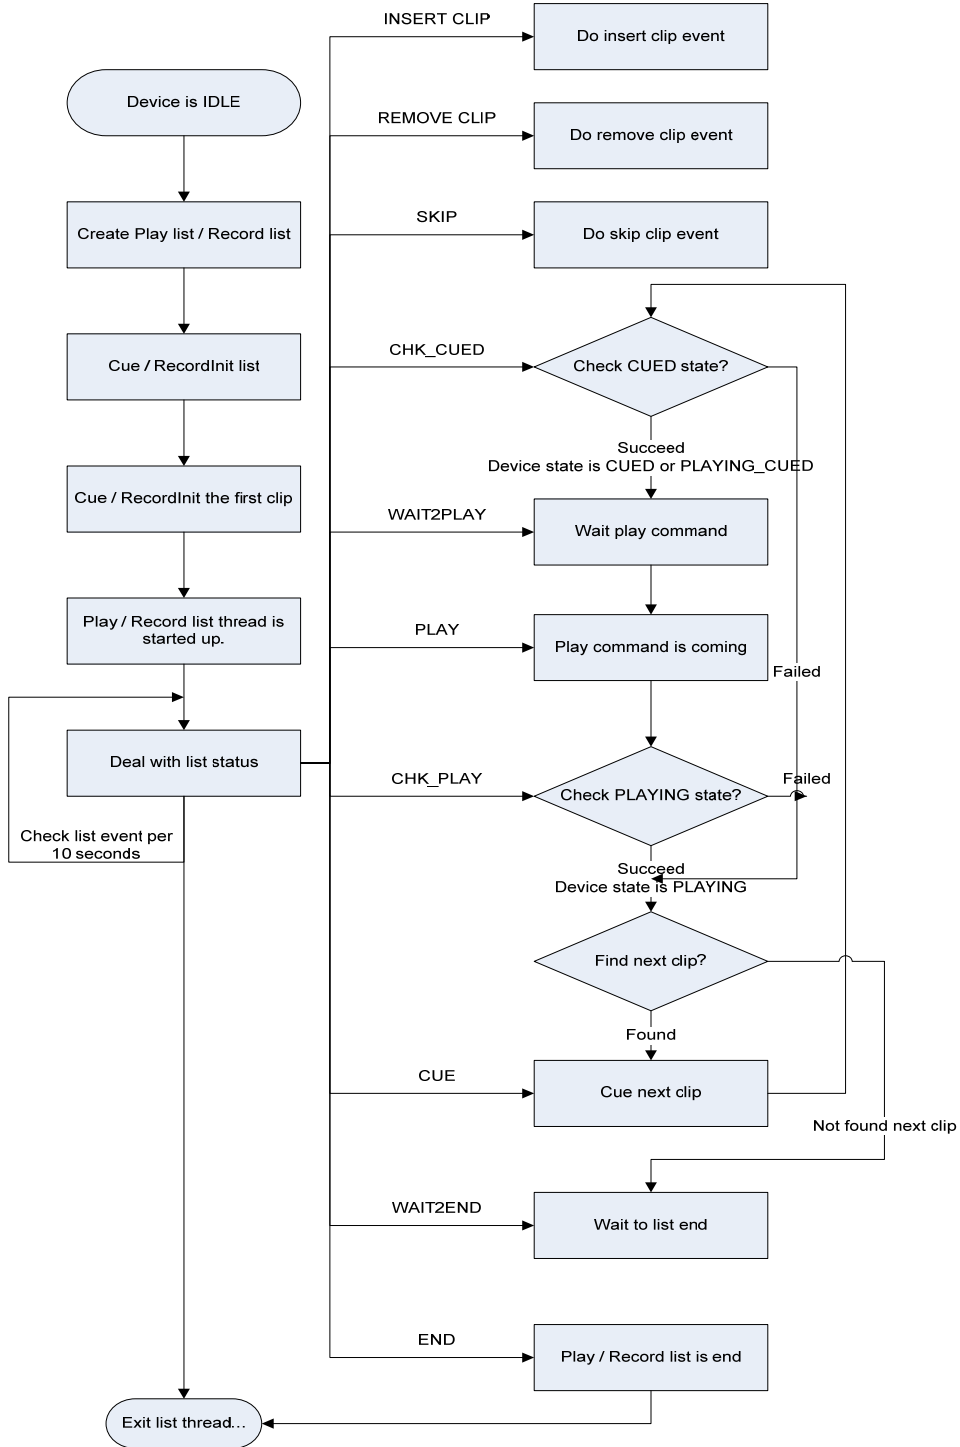 INSERT CLIP
Do insert clip event
Device is IDLE
REMOVE CLIP
Do remove clip event
SKIP
Create Play list / Record list
Do skip clip event
CHK_CUED
Cue / RecordInit list
Check CUED state?
Succeed
Device state is CUED or PLAYING_CUED
Cue / RecordInit the first clip
WAIT2PLAY
Wait play command
Play / Record list thread is
started up.
PLAY
Play command is coming
Failed
Deal with list status
CHK_PLAY
Check PLAYING state?
Failed
Check list event per
10 seconds
Succeed
Device state is PLAYING
Find next clip?
Found
CUE
Cue next clip
Not found next clip
WAIT2END
Wait to list end
END
Play / Record list is end
Exit list thread...